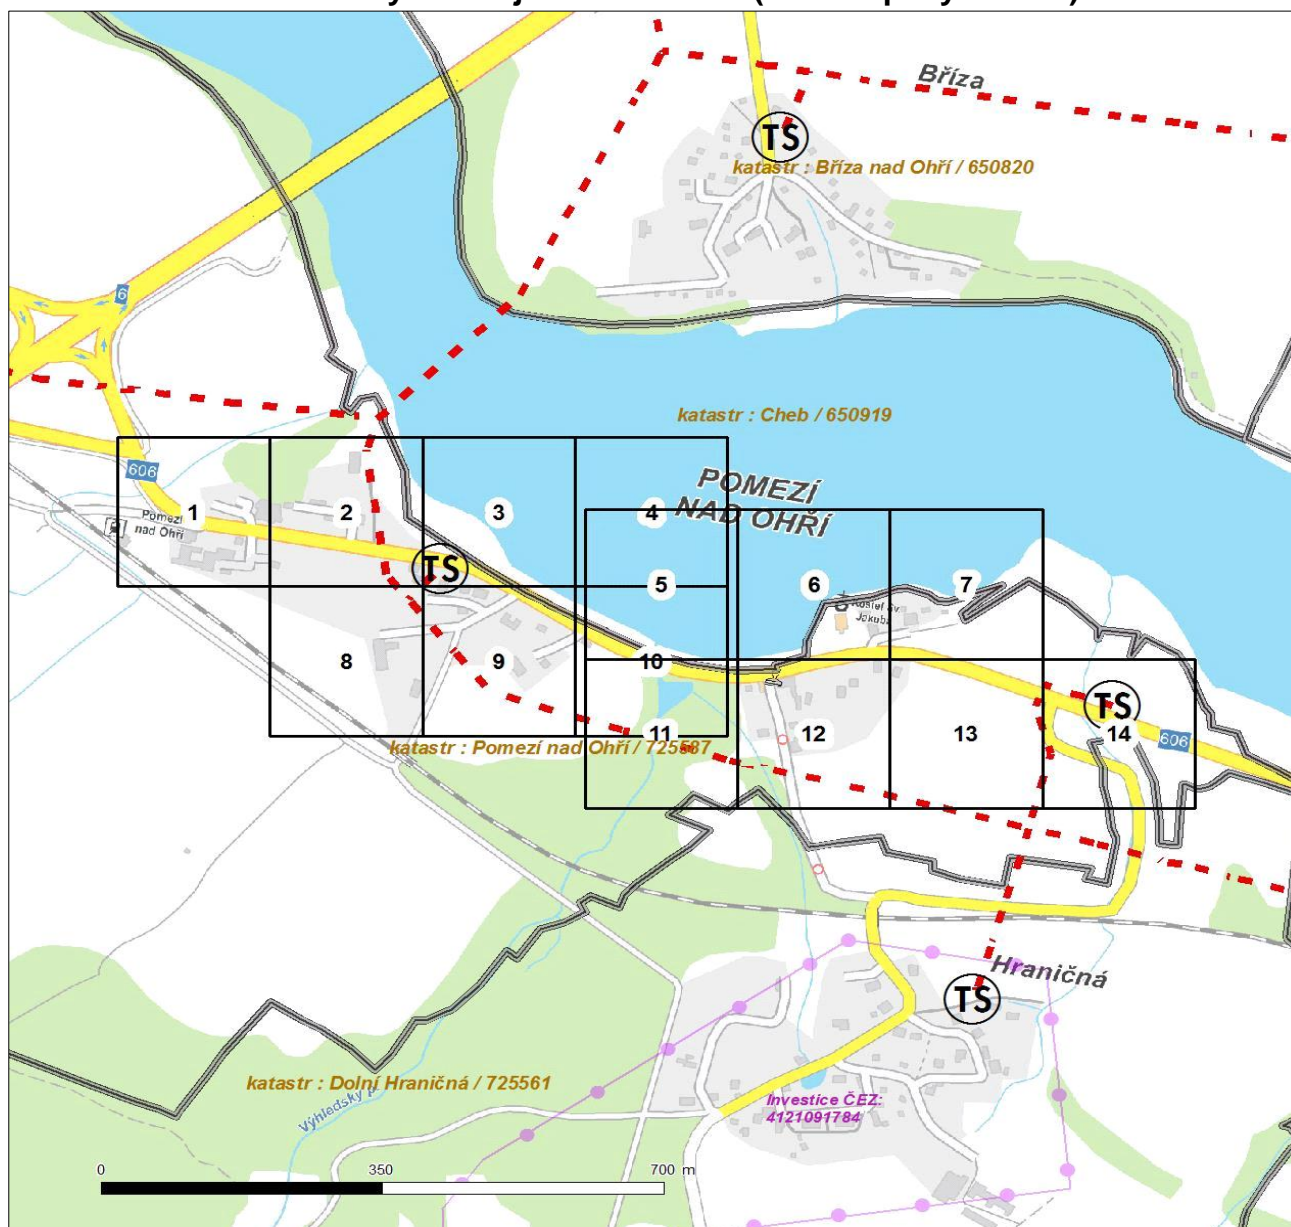 Bříza
TS
katastr : Bříza nad Ohří / 650820
6
katastr : Cheb / 650919
POMEZÍ
NAD OHŘÍ
606
1
2
3
4
Pomezí
nad Ohří
TS
5
6
7
Kostel Sv.
Jakuba
8
9
10
TS
11
12
13
14
606
katastr : Pomezí nad Ohří / 725587
Hraničná
TS
katastr : Dolní Hraničná / 725561
Výhledský p.
Investice ČEZ:
4121091784
0
350
700 m